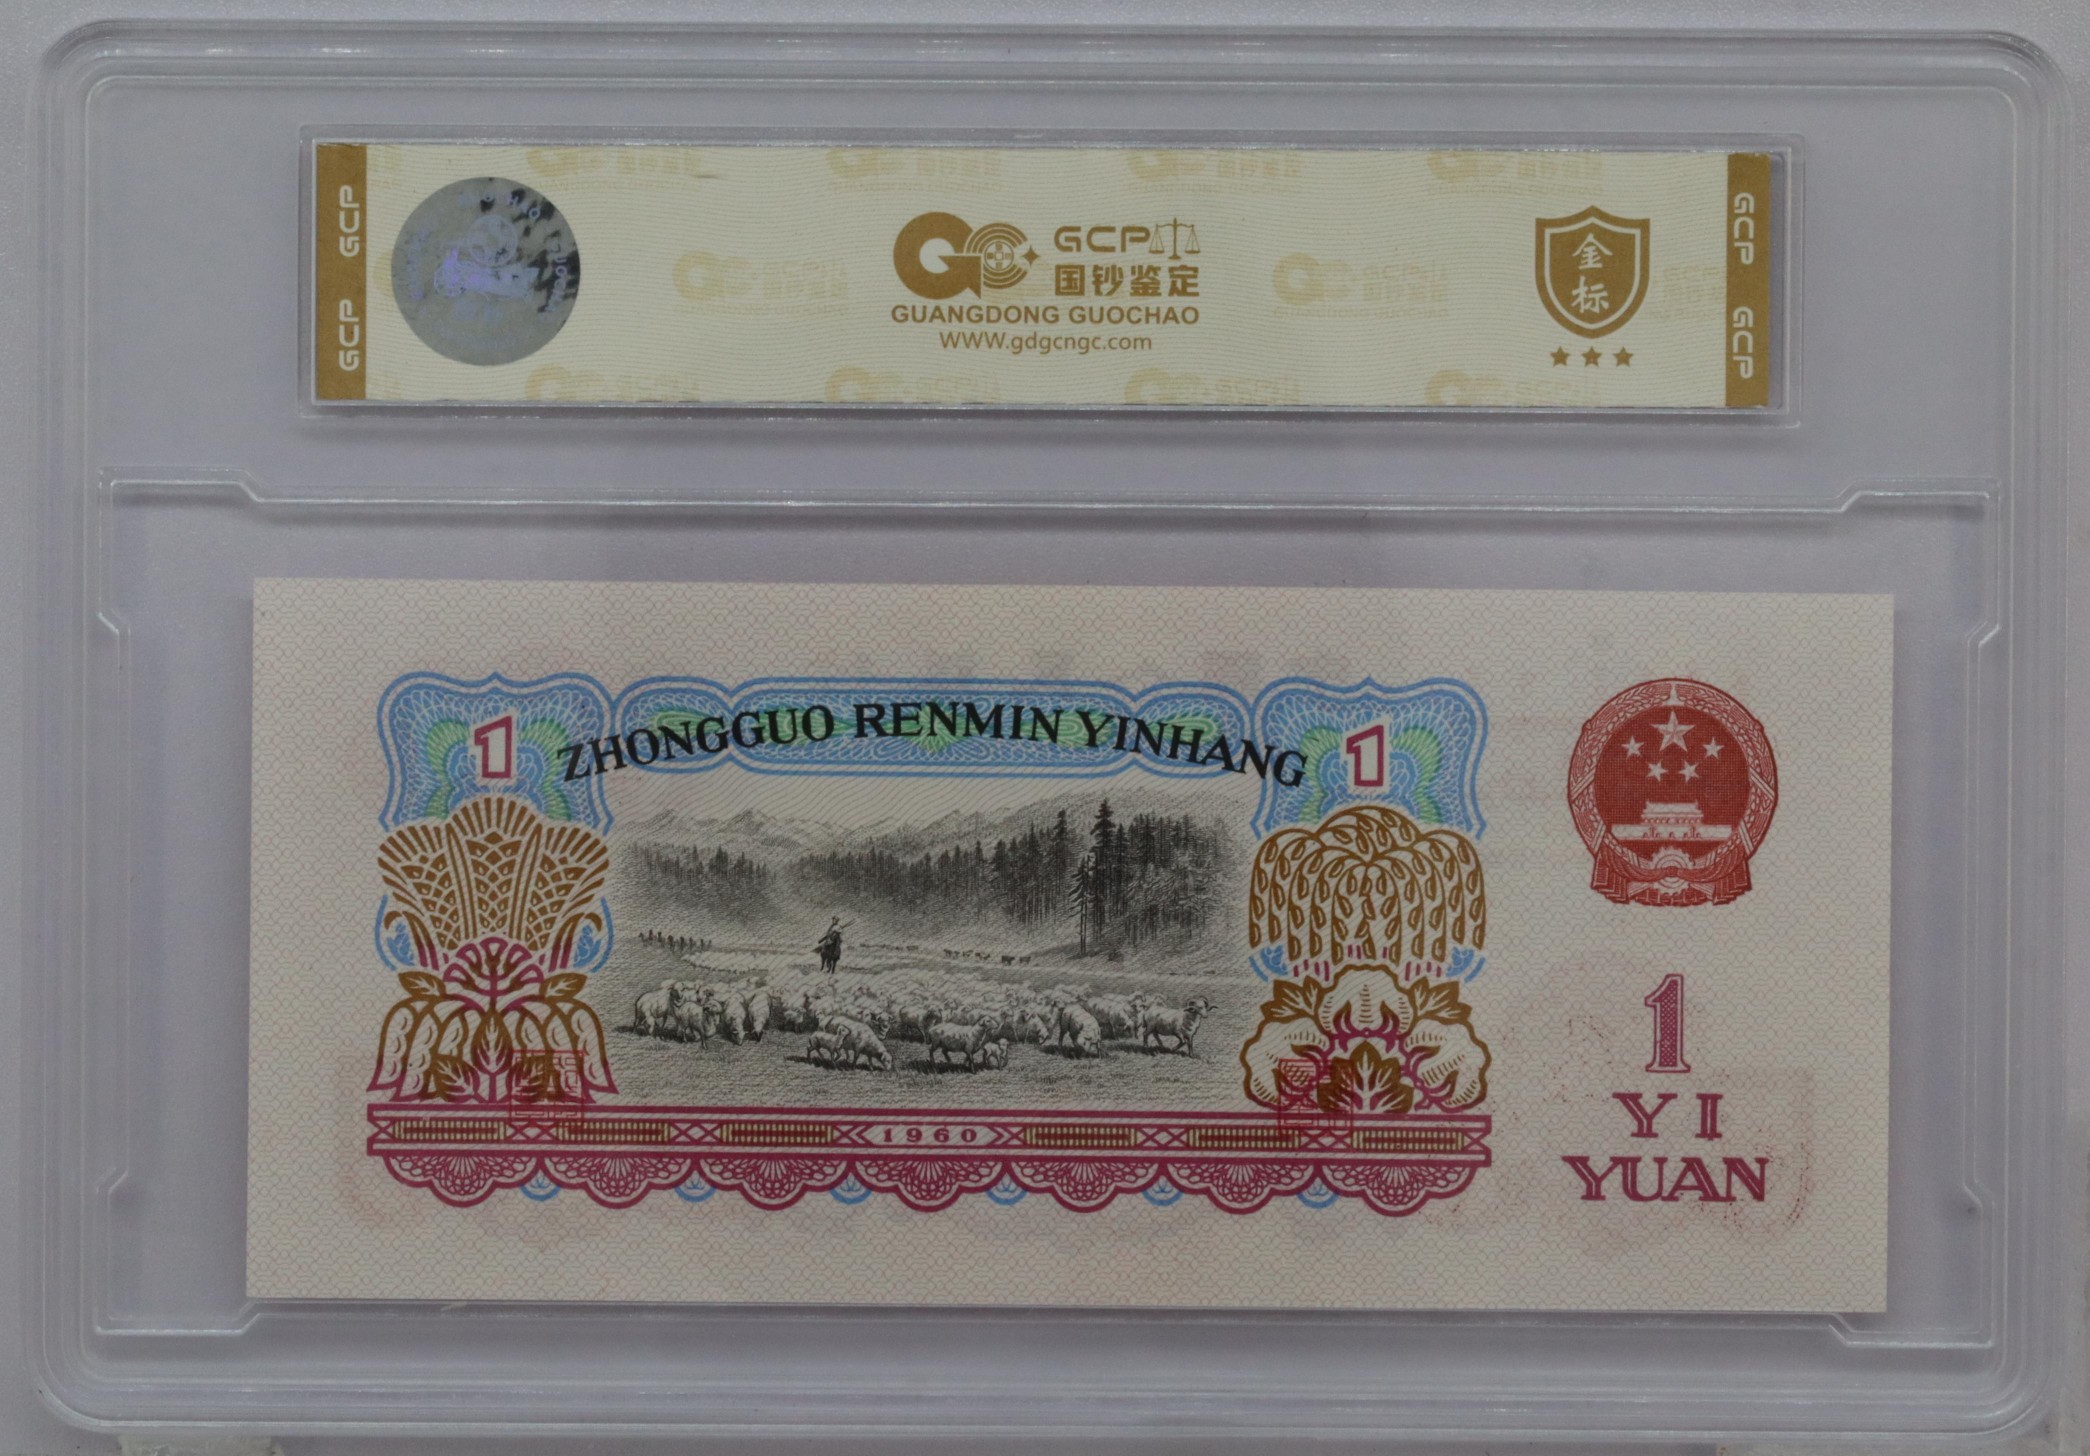 GCP
GCP
GCP
国钞鉴定
GUANGDONG GUOCHAO
WWW.gdgcngc.com
金
标
GCP
GCP
1
ZHONGGUO RENMIN YINHANG
1
1960
1
YI
YUAN